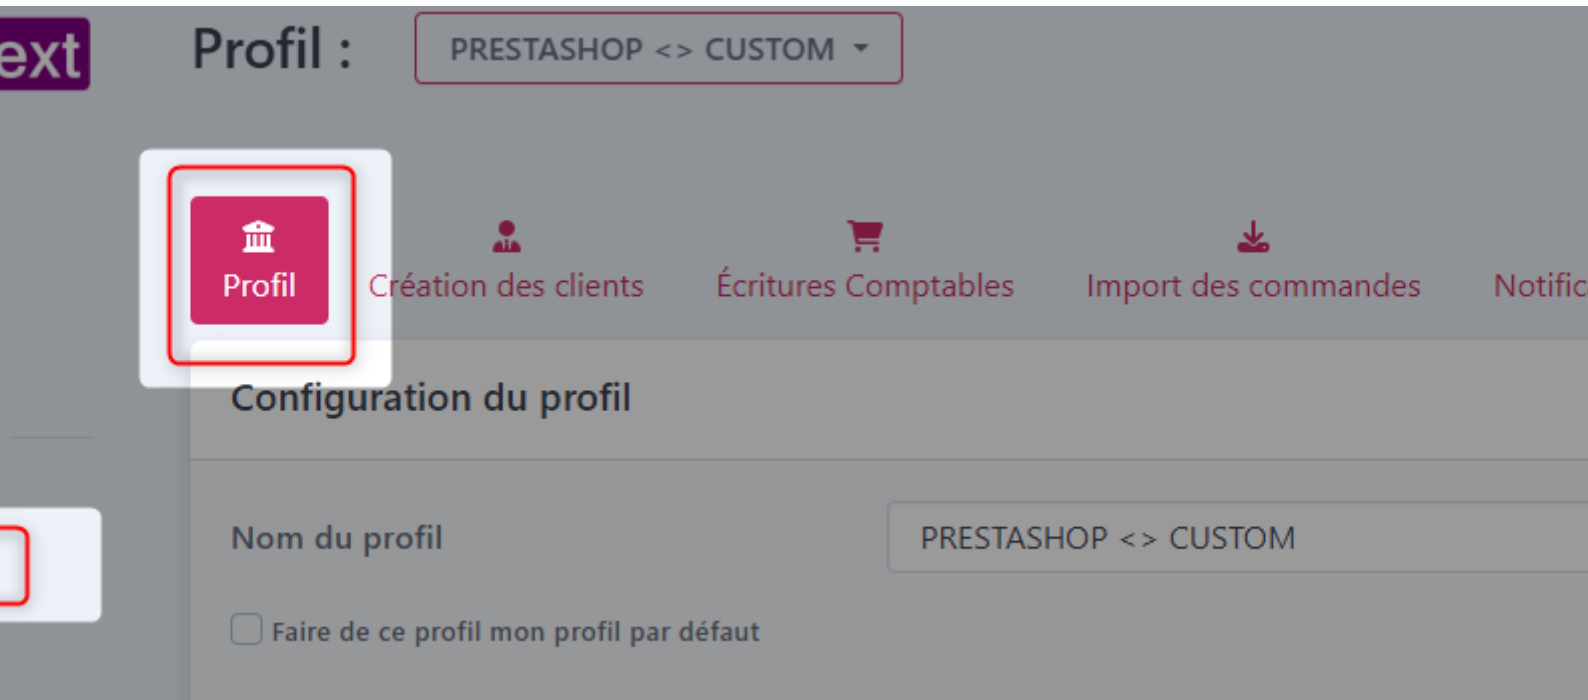 ext
Profil :
PRESTASHOP <> CUSTOM
Profil
Création des clients
Écritures Comptables
Import des commandes
Notific
Configuration du profil
Nom du profil
PRESTASHOP <> CUSTOM
Faire de ce profil mon profil par défaut